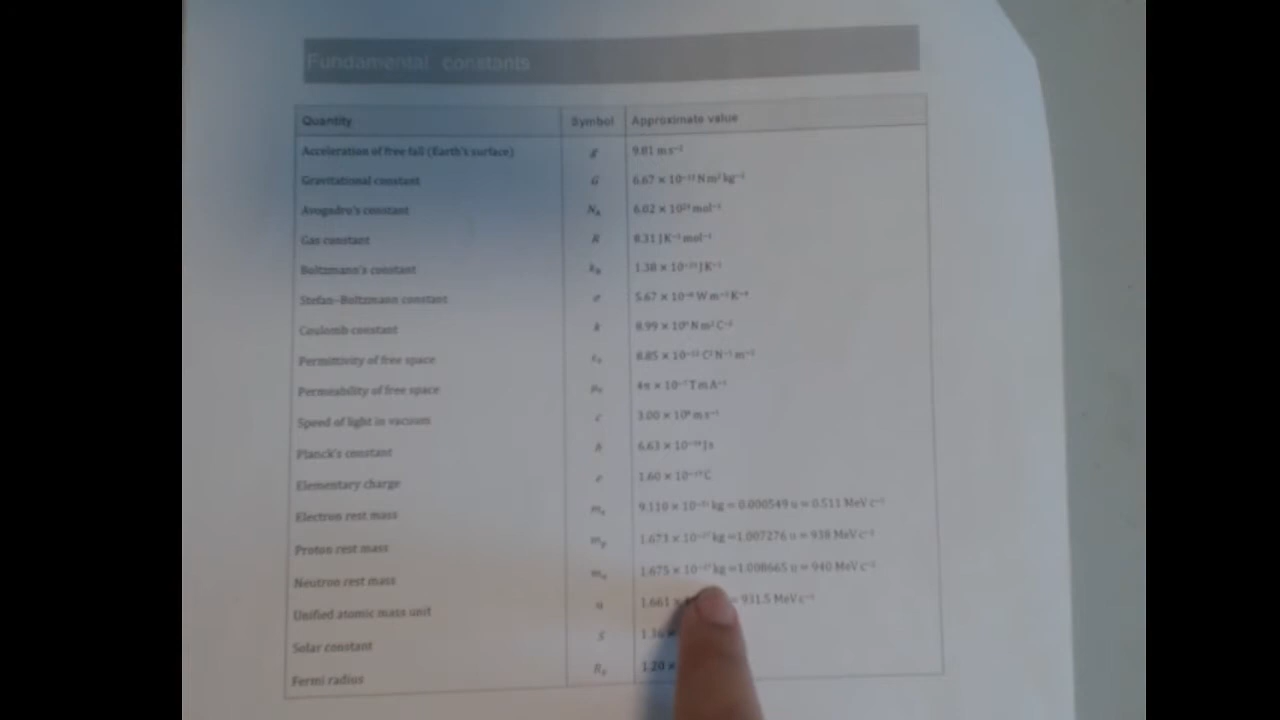 Fundamental constants
Quantity Symbol Approximate value
Acceleration of free fall (Earth's surface) g 9.81 m s⁻²
Gravitational constant G 6.67 × 10⁻¹¹ N m² kg⁻²
Avogadro's constant N_A 6.02 × 10²³ mol⁻¹
Gas constant R 8.31 J K⁻¹ mol⁻¹
Boltzmann's constant k_B 1.38 × 10⁻²³ J K⁻¹
Stefan–Boltzmann constant σ 5.67 × 10⁻⁸ W m⁻² K⁻⁴
Coulomb constant k 8.99 × 10⁹ N m² C⁻²
Permittivity of free space ε₀ 8.85 × 10⁻¹² C² N⁻¹ m⁻²
Permeability of free space μ₀ 4π × 10⁻⁷ T m A⁻¹
Speed of light in vacuum c 3.00 × 10⁸ m s⁻¹
Planck's constant h 6.63 × 10⁻³⁴ J s
Elementary charge e 1.60 × 10⁻¹⁹ C
Electron rest mass mₑ 9.110 × 10⁻³¹ kg = 0.000549 u = 0.511 MeV c⁻²
Proton rest mass m_p 1.673 × 10⁻²⁷ kg = 1.007276 u = 938 MeV c⁻²
Neutron rest mass m_n 1.675 × 10⁻²⁷ kg = 1.008665 u = 940 MeV c⁻²
Unified atomic mass unit u 1.661 × = 931.5 MeV c⁻²
Solar constant S 1.36 ×
Fermi radius R₀ 1.20 ×